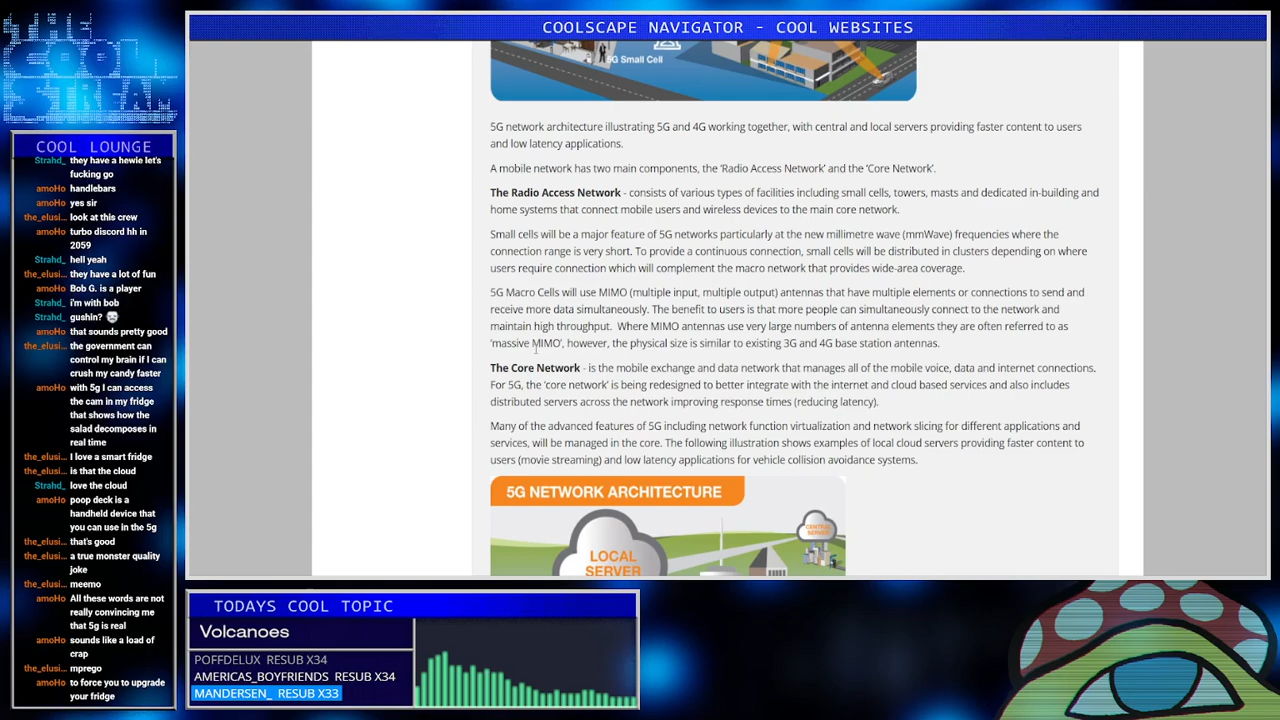 COOLSCAPE NAVIGATOR - COOL WEBSITES
COOL LOUNGE
Strahd_ they have a hewie let's
fucking go
amoHo handlebars
amoHo yes sir
the_elusi... look at this crew
amoHo turbo discord hh in
2059
Strahd_ hell yeah
the_elusi... they have a lot of fun
amoHo Bob G. is a player
Strahd_ i'm with bob
Strahd_ gushin?
amoHo that sounds pretty good
the_elusi... the government can
control my brain if I can
crush my candy faster
amoHo with 5g I can access
the cam in my fridge
that shows how the
salad decomposes in
real time
the_elusi... I love a smart fridge
the_elusi... is that the cloud
Strahd_ love the cloud
amoHo poop deck is a
handheld device that
you can use in the 5g
the_elusi... that's good
the_elusi... a true monster quality
joke
the_elusi... meemo
amoHo All these words are not
really convincing me
that 5g is real
amoHo sounds like a load of
crap
the_elusi... mprego
amoHo to force you to upgrade
your fridge
5G Small Cell
5G network architecture illustrating 5G and 4G working together, with central and local servers providing faster content to users
and low latency applications.
A mobile network has two main components, the ‘Radio Access Network’ and the ‘Core Network’.
The Radio Access Network - consists of various types of facilities including small cells, towers, masts and dedicated in-building and
home systems that connect mobile users and wireless devices to the main core network.
Small cells will be a major feature of 5G networks particularly at the new millimetre wave (mmWave) frequencies where the
connection range is very short. To provide a continuous connection, small cells will be distributed in clusters depending on where
users require connection which will complement the macro network that provides wide-area coverage.
5G Macro Cells will use MIMO (multiple input, multiple output) antennas that have multiple elements or connections to send and
receive more data simultaneously. The benefit to users is that more people can simultaneously connect to the network and
maintain high throughput.  Where MIMO antennas use very large numbers of antenna elements they are often referred to as
‘massive MIMO’, however, the physical size is similar to existing 3G and 4G base station antennas.
The Core Network - is the mobile exchange and data network that manages all of the mobile voice, data and internet connections.
For 5G, the ‘core network’ is being redesigned to better integrate with the internet and cloud based services and also includes
distributed servers across the network improving response times (reducing latency).
Many of the advanced features of 5G including network function virtualization and network slicing for different applications and
services, will be managed in the core. The following illustration shows examples of local cloud servers providing faster content to
users (movie streaming) and low latency applications for vehicle collision avoidance systems.
5G NETWORK ARCHITECTURE
LOCAL
SERVER
CENTRAL
SERVER
TODAYS COOL TOPIC
Volcanoes
POFFDELUX RESUB X34
AMERICAS_BOYFRIENDS RESUB X34
MANDERSEN_ RESUB X33